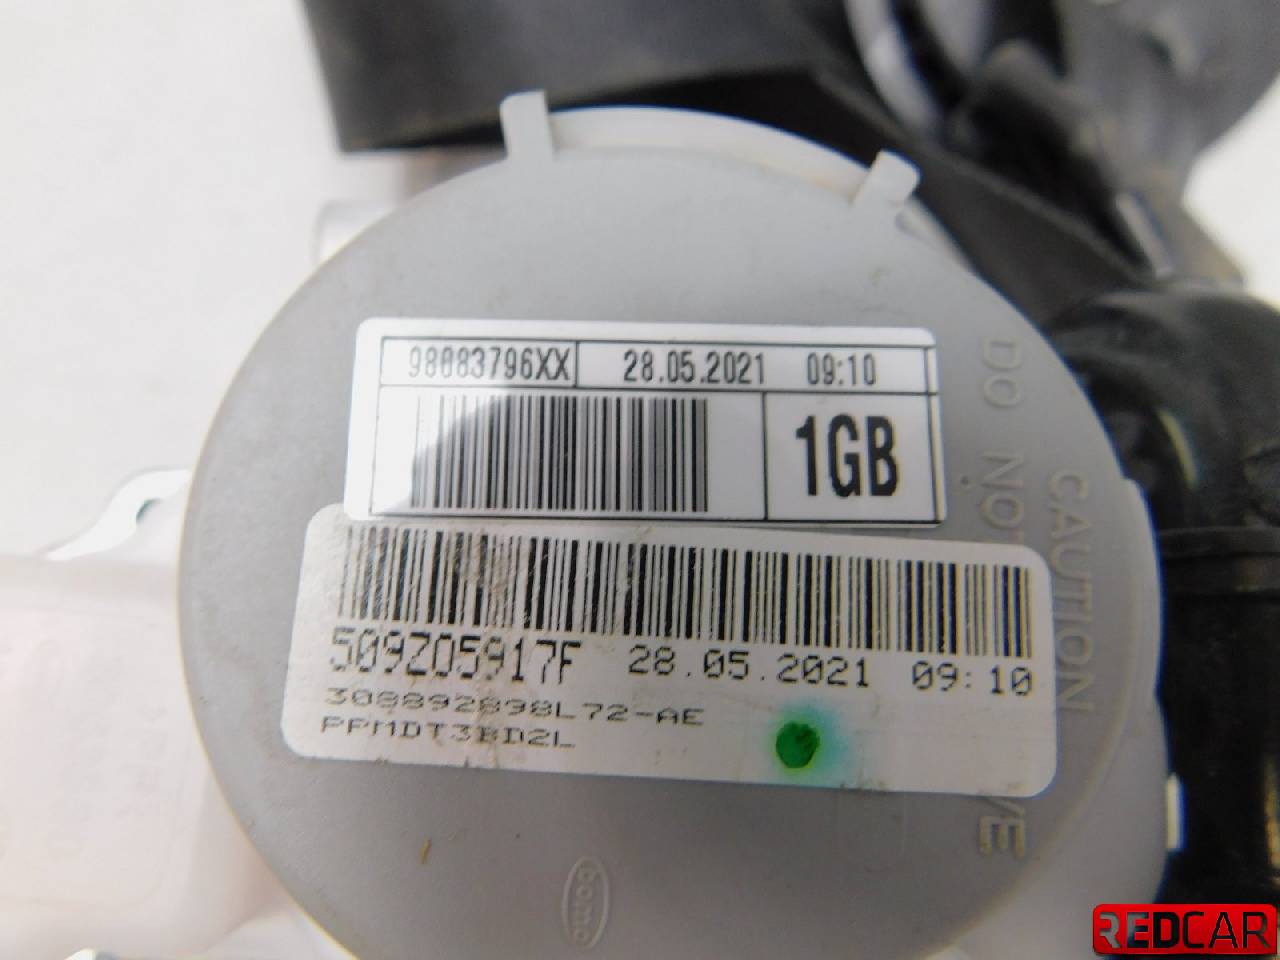 98083796XX 28.05.2021 09:10
1GB
509Z05917F 28.05.2021 09:10
308892898L72-AE
PPMDT3BD2L
CAUTION
DO NOT
VE
REDCAR